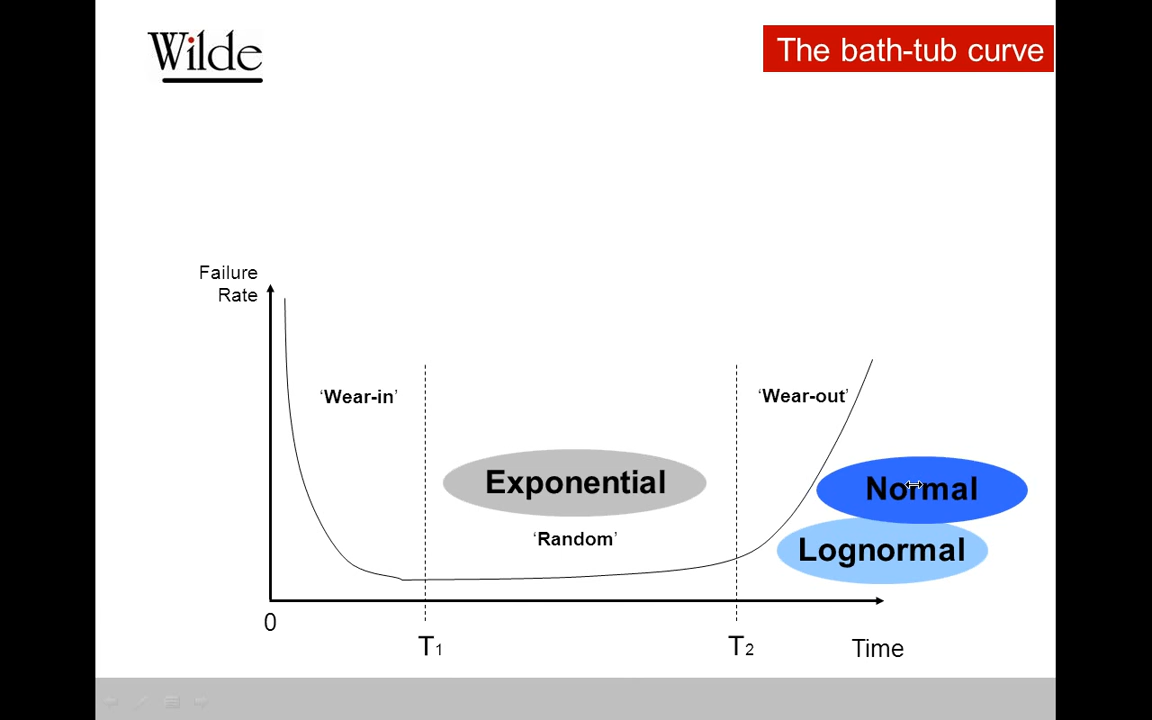 Wilde
The bath-tub curve
Failure
Rate
‘Wear-in’
‘Wear-out’
Exponential
Normal
‘Random’
Lognormal
0
T1
T2
Time